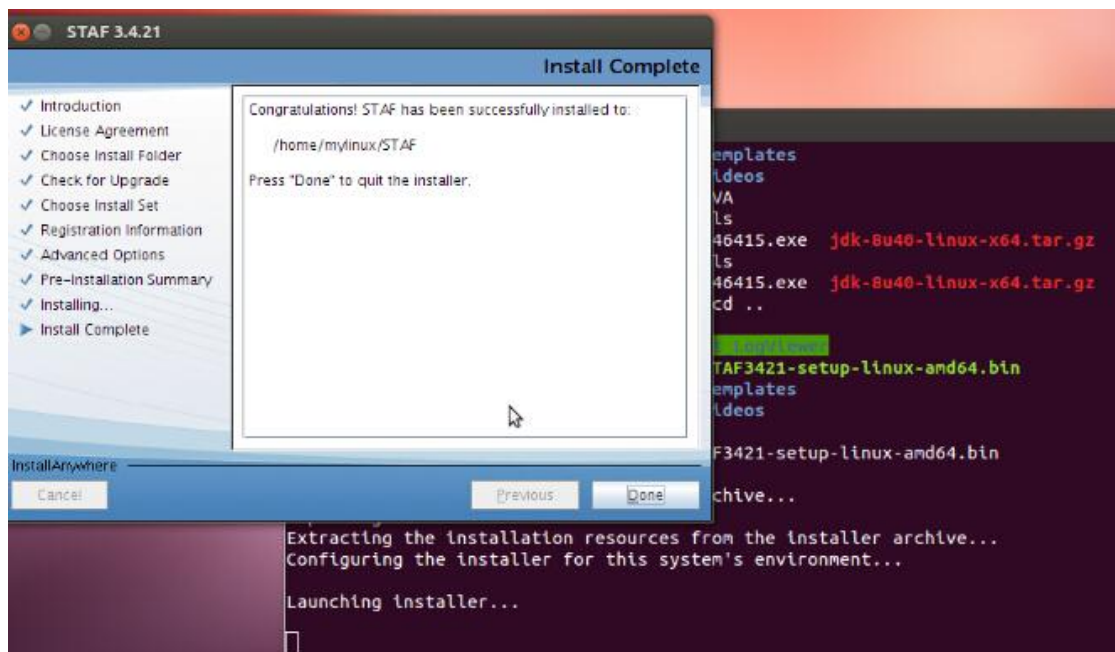 STAF 3.4.21
Install Complete
Introduction
License Agreement
Choose Install Folder
Check for Upgrade
Choose Install Set
Registration Information
Advanced Options
Pre-Installation Summary
Installing...
Install Complete
Congratulations! STAF has been successfully installed to:
/home/mylinux/STAF
Press "Done" to quit the installer.
InstallAnywhere
Cancel
Previous
Done
emplates
ideos
VA
ls
46415.exe jdk-8u40-linux-x64.tar.gz
ls
46415.exe jdk-8u40-linux-x64.tar.gz
cd ..
LogViewer
TAF3421-setup-linux-amd64.bin
emplates
ideos
F3421-setup-linux-amd64.bin
chive...
Extracting the installation resources from the installer archive...
Configuring the installer for this system's environment...
Launching installer...